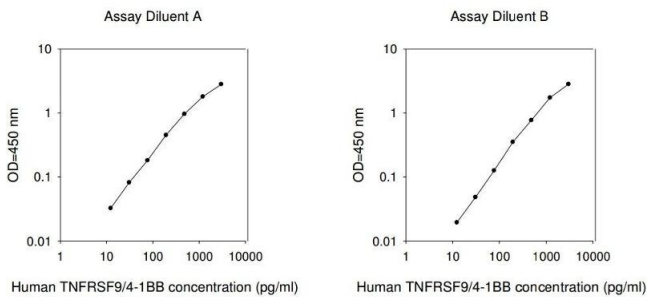 Assay Diluent A
10
1
0.1
0.01
OD=450 nm
1 10 100 1000 10000
Human TNFRSF9/4-1BB concentration (pg/ml)
Assay Diluent B
10
1
0.1
0.01
OD=450 nm
1 10 100 1000 10000
Human TNFRSF9/4-1BB concentration (pg/ml)